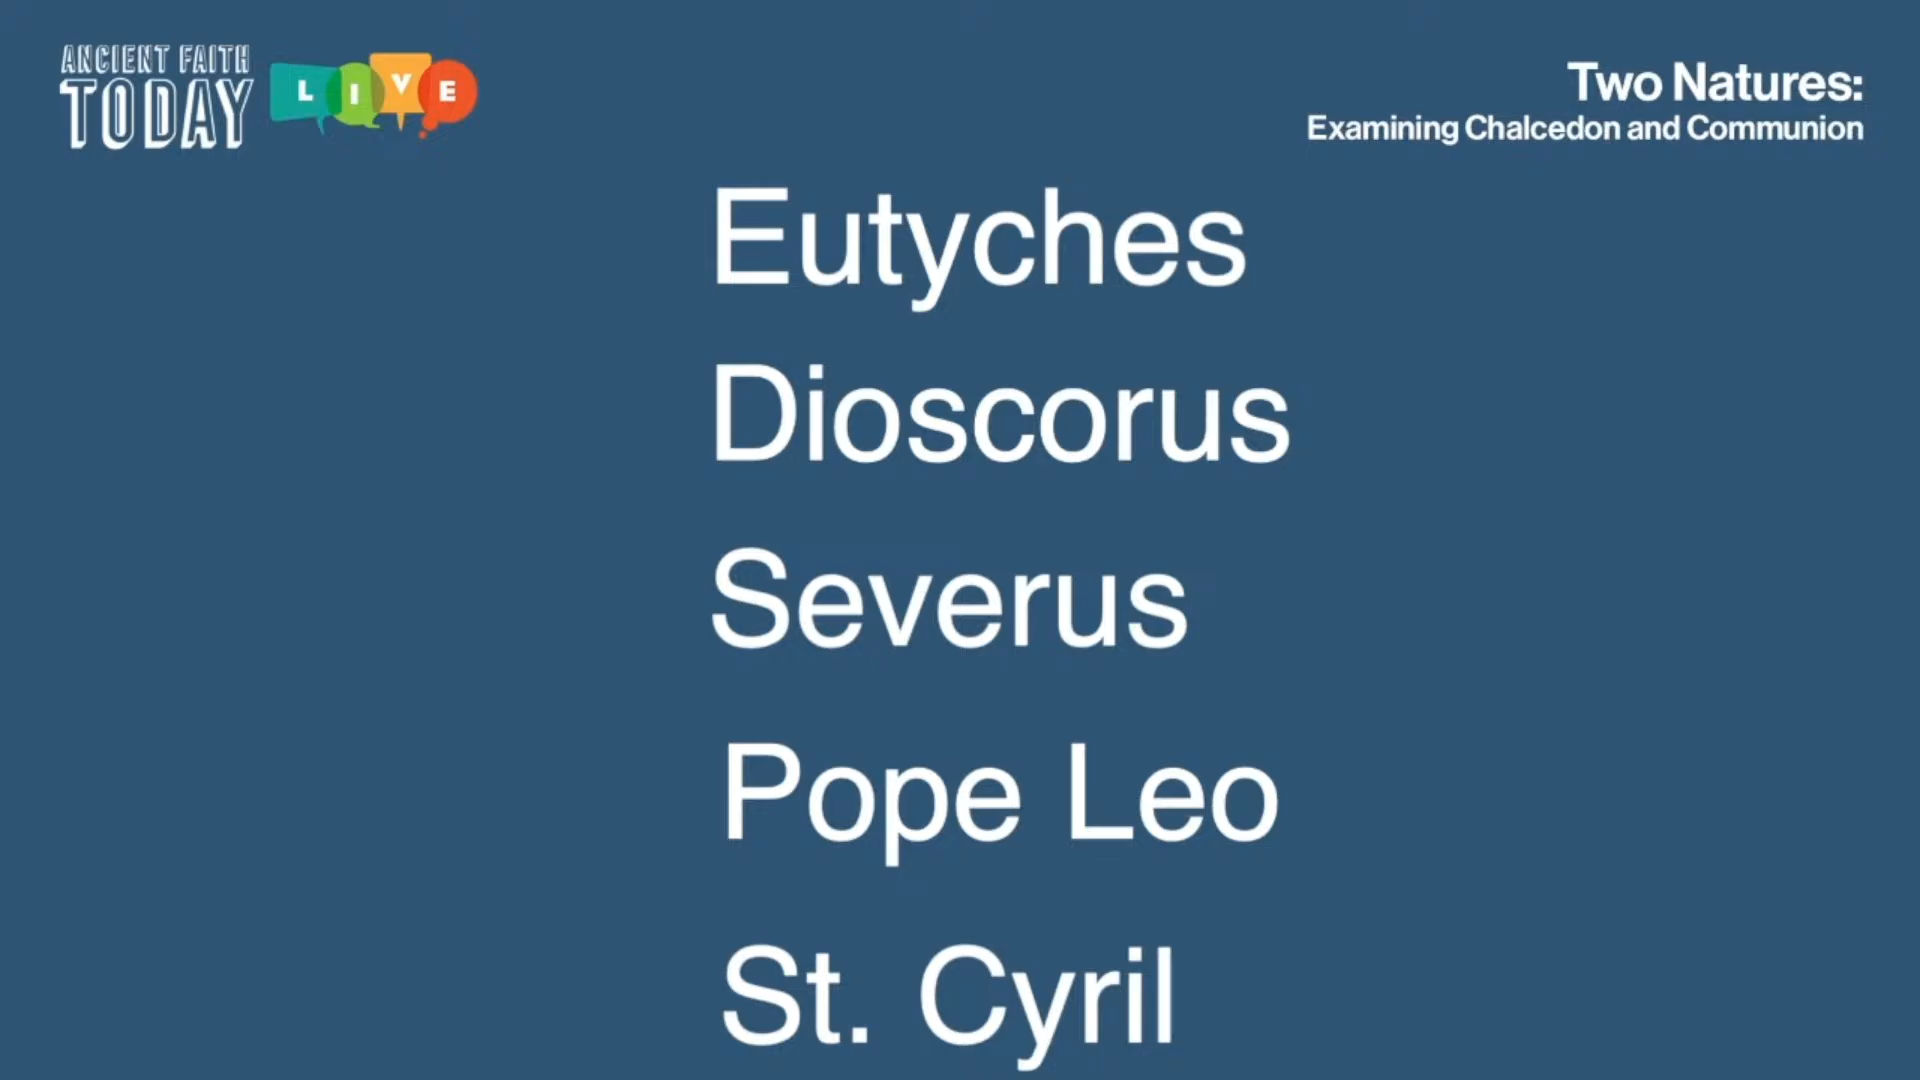 ANCIENT FAITH
TODAY
LIVE
Two Natures:
Examining Chalcedon and Communion
Eutyches
Dioscorus
Severus
Pope Leo
St. Cyril